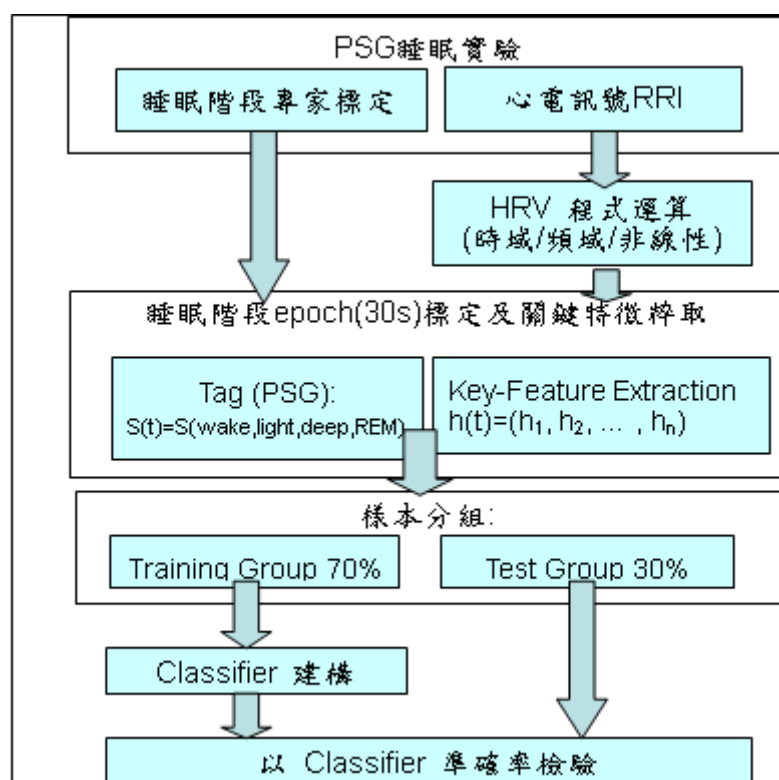 PSG睡眠實驗
睡眠階段專家標定
心電訊號RRI
HRV 程式運算
(時域/頻域/非線性)
睡眠階段epoch(30s)標定及關鍵特徵粹取
Tag (PSG):
S(t)=S(wake,light,deep,REM)
Key-Feature Extraction
h(t)=(h₁, h₂, … , hₙ)
樣本分組:
Training Group 70%
Test Group 30%
Classifier 建構
以 Classifier 準確率檢驗